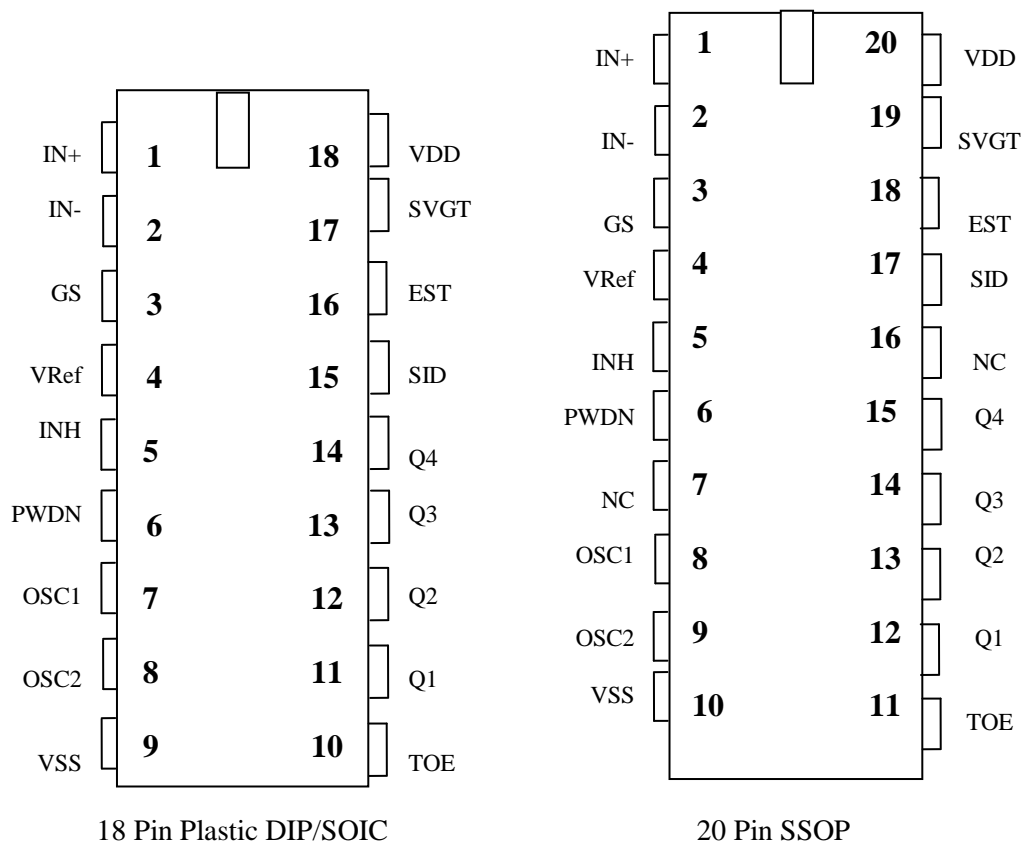 IN+ 1 18 VDD
IN- 2 17 SVGT
GS 3 16 EST
VRef 4 15 SID
INH 5 14 Q4
PWDN 6 13 Q3
OSC1 7 12 Q2
OSC2 8 11 Q1
VSS 9 10 TOE
18 Pin Plastic DIP/SOIC
IN+ 1 20 VDD
IN- 2 19 SVGT
GS 3 18 EST
VRef 4 17 SID
INH 5 16 NC
PWDN 6 15 Q4
NC 7 14 Q3
OSC1 8 13 Q2
OSC2 9 12 Q1
VSS 10 11 TOE
20 Pin SSOP